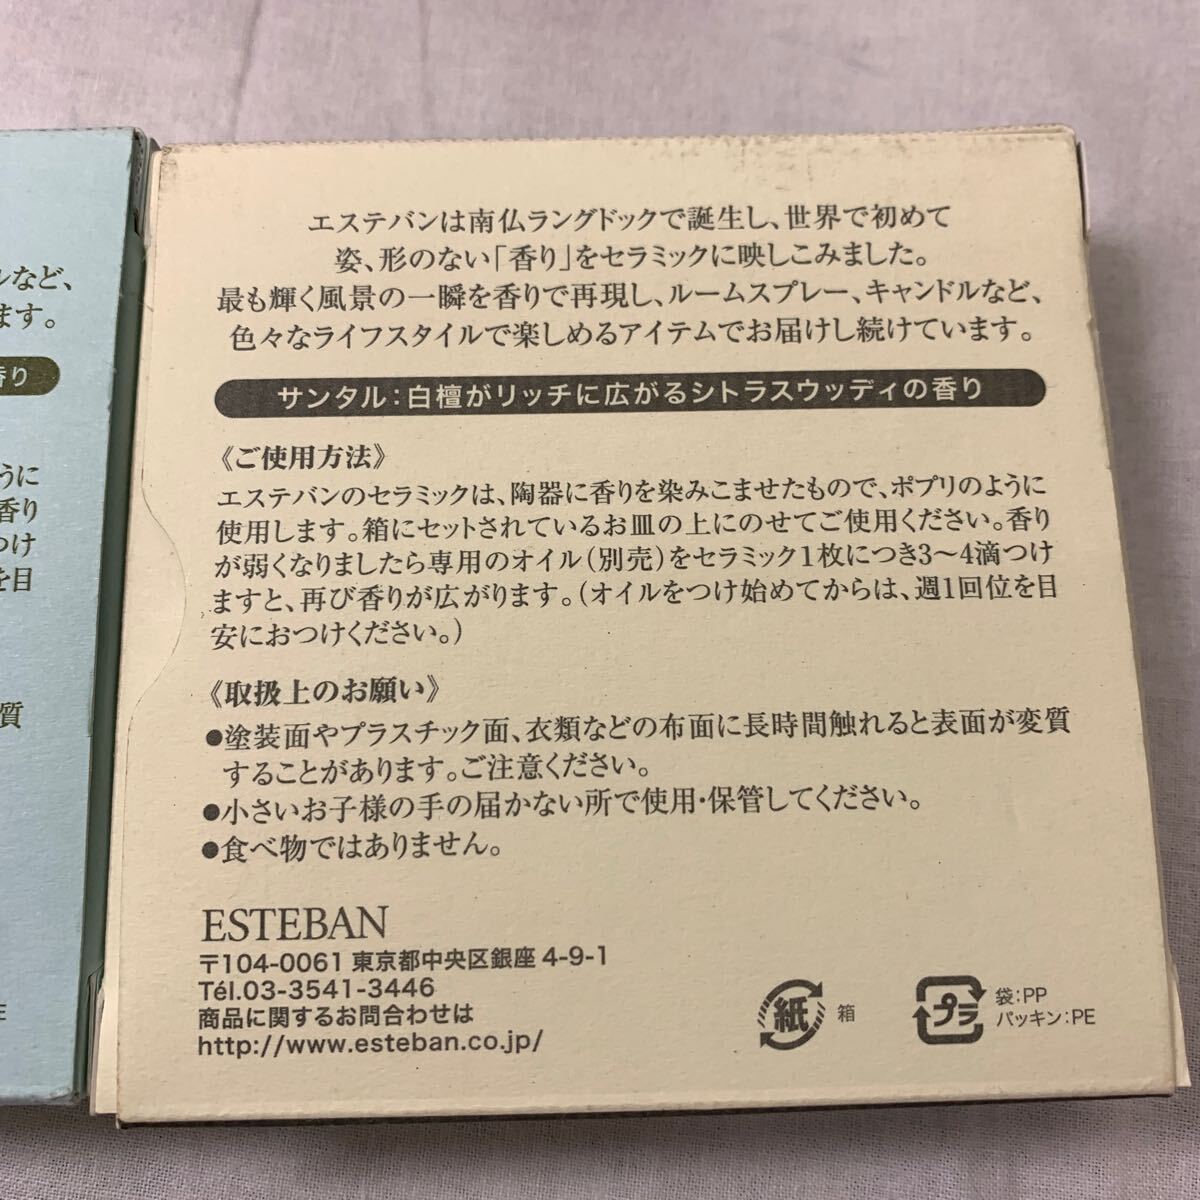 ルなど、
ます。
香り
うに
香り
つけ
を目
質
エステバンは南仏ラングドックで誕生し、世界で初めて
姿、形のない「香り」をセラミックに映しこみました。
最も輝く風景の一瞬を香りで再現し、ルームスプレー、キャンドルなど、
色々なライフスタイルで楽しめるアイテムでお届けし続けています。
サンタル：白檀がリッチに広がるシトラスウッディの香り
《ご使用方法》
エステバンのセラミックは、陶器に香りを染みこませたもので、ポプリのように
使用します。箱にセットされているお皿の上にのせてご使用ください。香り
が弱くなりましたら専用のオイル（別売）をセラミック1枚につき3〜4滴つけ
ますと、再び香りが広がります。（オイルをつけ始めてからは、週1回位を目
安におつけください。）
《取扱上のお願い》
●塗装面やプラスチック面、衣類などの布面に長時間触れると表面が変質
することがあります。ご注意ください。
●小さいお子様の手の届かない所で使用・保管してください。
●食べ物ではありません。
ESTEBAN
〒104-0061 東京都中央区銀座 4-9-1
Tél.03-3541-3446
商品に関するお問合わせは
http://www.esteban.co.jp/
紙 箱
プラ 袋：PP
パッキン：PE